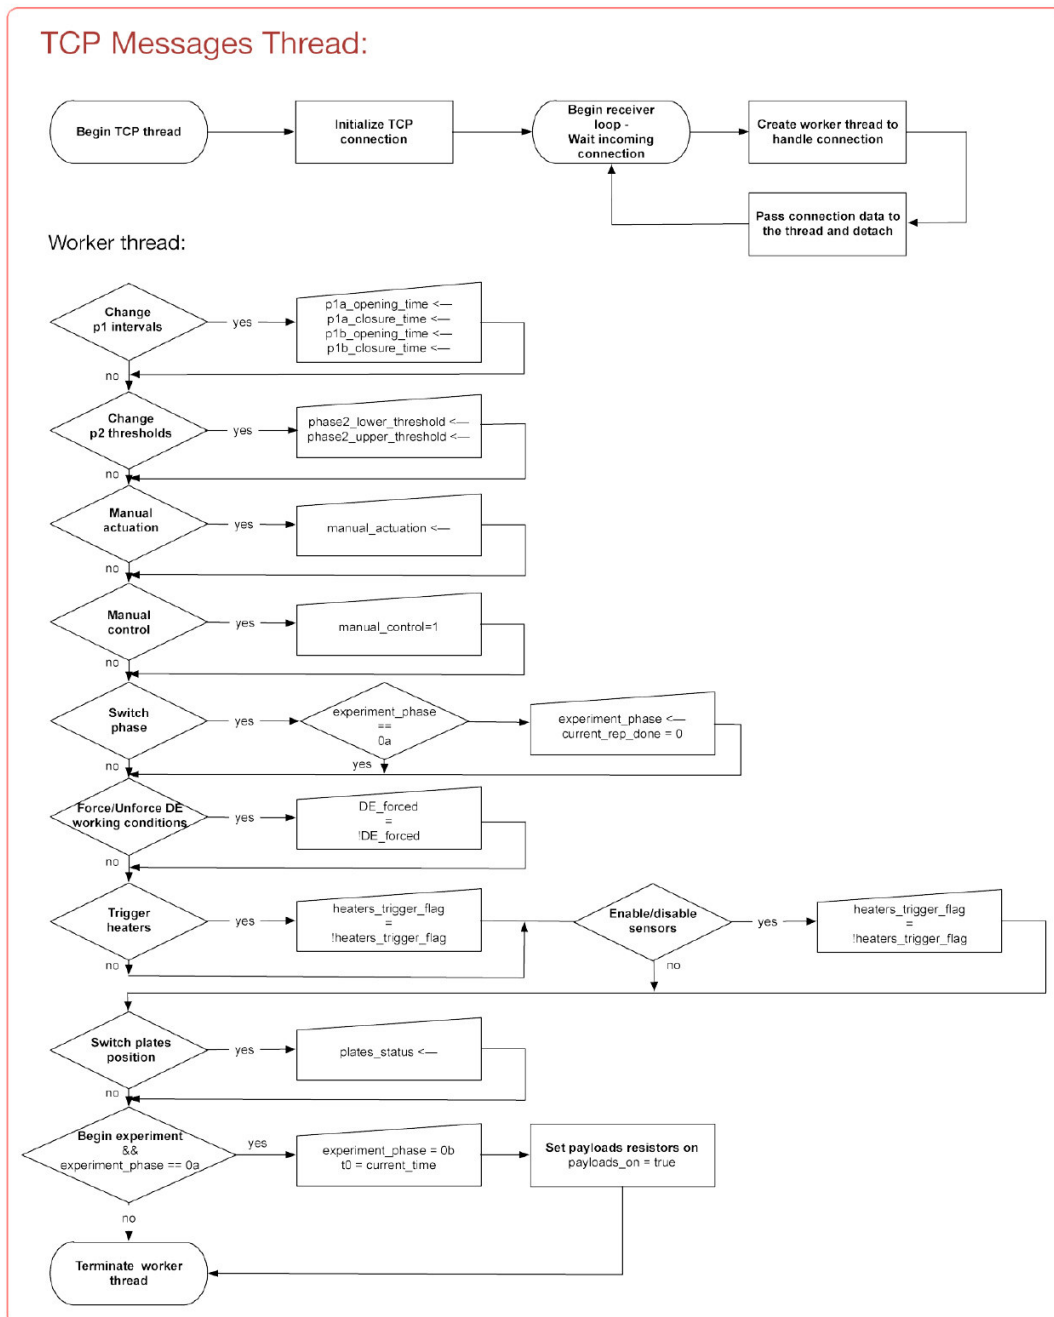 TCP Messages Thread:
Begin TCP thread
Initialize TCP
connection
Begin receiver
loop -
Wait incoming
connection
Create worker thread to
handle connection
Pass connection data to
the thread and detach
Worker thread:
Change
p1 intervals
yes
p1a_opening_time <—
p1a_closure_time <—
p1b_opening_time <—
p1b_closure_time <—
no
Change
p2 thresholds
yes
phase2_lower_threshold <—
phase2_upper_threshold <—
no
Manual
actuation
yes
manual_actuation <—
no
Manual
control
yes
manual_control=1
no
Switch
phase
yes
experiment_phase
==
0a
experiment_phase <—
current_rep_done = 0
no
yes
Force/Unforce DE
working conditions
yes
DE_forced
=
!DE_forced
no
Trigger
heaters
yes
heaters_trigger_flag
=
!heaters_trigger_flag
Enable/disable
sensors
yes
heaters_trigger_flag
=
!heaters_trigger_flag
no
no
Switch plates
position
yes
plates_status <—
no
Begin experiment
&&
experiment_phase == 0a
yes
experiment_phase = 0b
t0 = current_time
Set payloads resistors on
payloads_on = true
no
Terminate worker
thread